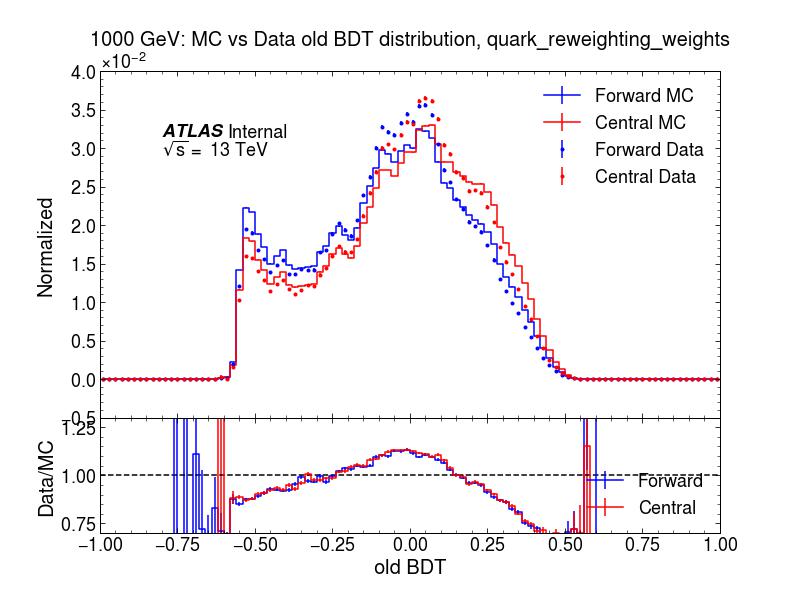 1000 GeV: MC vs Data old BDT distribution, quark_reweighting_weights
×10⁻²
4.0
3.5
3.0
2.5
2.0
1.5
1.0
0.5
0.0
−0.5
Normalized
ATLAS Internal
√s = 13 TeV
Forward MC
Central MC
Forward Data
Central Data
1.25
1.00
0.75
Data/MC
Forward
Central
−1.00 −0.75 −0.50 −0.25 0.00 0.25 0.50 0.75 1.00
old BDT